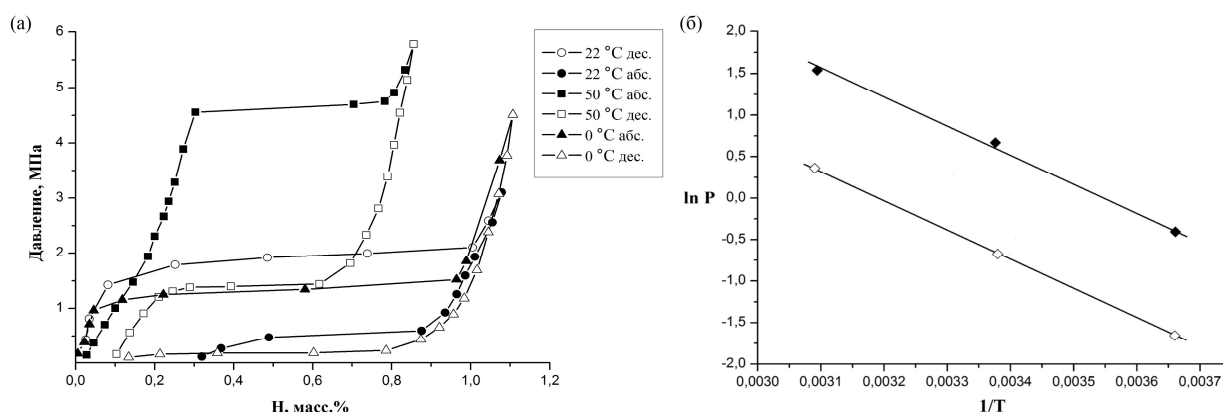 (а)
Давление, МПа
6
5
4
3
2
1
0,0 0,2 0,4 0,6 0,8 1,0 1,2
H, масс.%
22 °C дес.
22 °C абс.
50 °C абс.
50 °C дес.
0 °C абс.
0 °C дес.
(б)
ln P
2,0
1,5
1,0
0,5
0,0
-0,5
-1,0
-1,5
-2,0
0,0030 0,0031 0,0032 0,0033 0,0034 0,0035 0,0036 0,0037
1/T